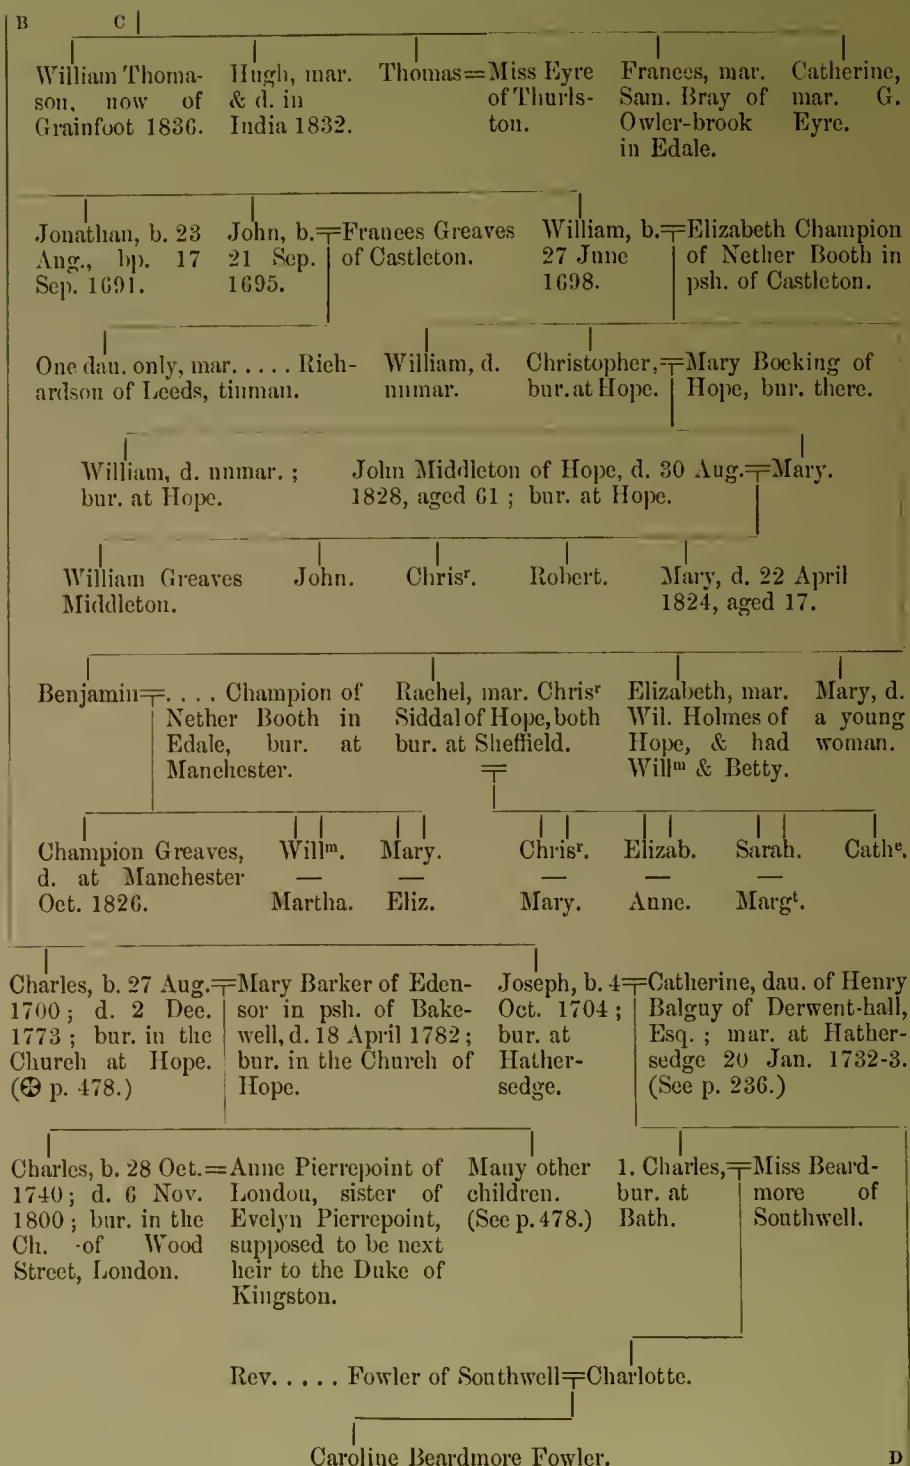 B C
William Thoma-
son, now of
Grainfoot 1836.
Hugh, mar.
& d. in
India 1832.
Thomas=Miss Eyre
of Thurls-
ton.
Frances, mar.
Sam. Bray of
Owler-brook
in Edale.
Catherine,
mar. G.
Eyre.
Jonathan, b. 23
Aug., bp. 17
Sep. 1691.
John, b.
21 Sep.
1695.
=Frances Greaves
of Castleton.
William, b.
27 June
1698.
=Elizabeth Champion
of Nether Booth in
psh. of Castleton.
One dau. only, mar. . . . . Rich-
ardson of Leeds, tinman.
William, d.
unmar.
Christopher,
bur. at Hope.
=Mary Bocking of
Hope, bur. there.
William, d. unmar. ;
bur. at Hope.
John Middleton of Hope, d. 30 Aug.
1828, aged 61 ; bur. at Hope.
=Mary.
William Greaves
Middleton.
John.
Chrisʳ.
Robert.
Mary, d. 22 April
1824, aged 17.
Benjamin=. . . . Champion of
Nether Booth in
Edale, bur. at
Manchester.
Rachel, mar. Chrisʳ
Siddal of Hope, both
bur. at Sheffield.
Elizabeth, mar.
Wil. Holmes of
Hope, & had
Willᵐ & Betty.
Mary, d.
a young
woman.
Champion Greaves,
d. at Manchester
Oct. 1826.
Willᵐ.
—
Martha.
Mary.
—
Eliz.
Chrisʳ.
—
Mary.
Elizab.
—
Anne.
Sarah.
—
Margᵗ.
Cathᵉ.
Charles, b. 27 Aug.
1700 ; d. 2 Dec.
1773 ; bur. in the
Church at Hope.
(✠ p. 478.)
=Mary Barker of Eden-
sor in psh. of Bake-
well, d. 18 April 1782 ;
bur. in the Church of
Hope.
Joseph, b. 4
Oct. 1704 ;
bur. at
Hather-
sedge.
=Catherine, dau. of Henry
Balguy of Derwent-hall,
Esq. ; mar. at Hather-
sedge 20 Jan. 1732-3.
(See p. 236.)
Charles, b. 28 Oct.
1740 ; d. 6 Nov.
1800 ; bur. in the
Ch. of Wood
Street, London.
=Anne Pierrepoint of
London, sister of
Evelyn Pierrepoint,
supposed to be next
heir to the Duke of
Kingston.
Many other
children.
(See p. 478.)
1. Charles,
bur. at
Bath.
=Miss Beard-
more of
Southwell.
Rev. . . . . Fowler of Southwell=Charlotte.
Caroline Beardmore Fowler.
D